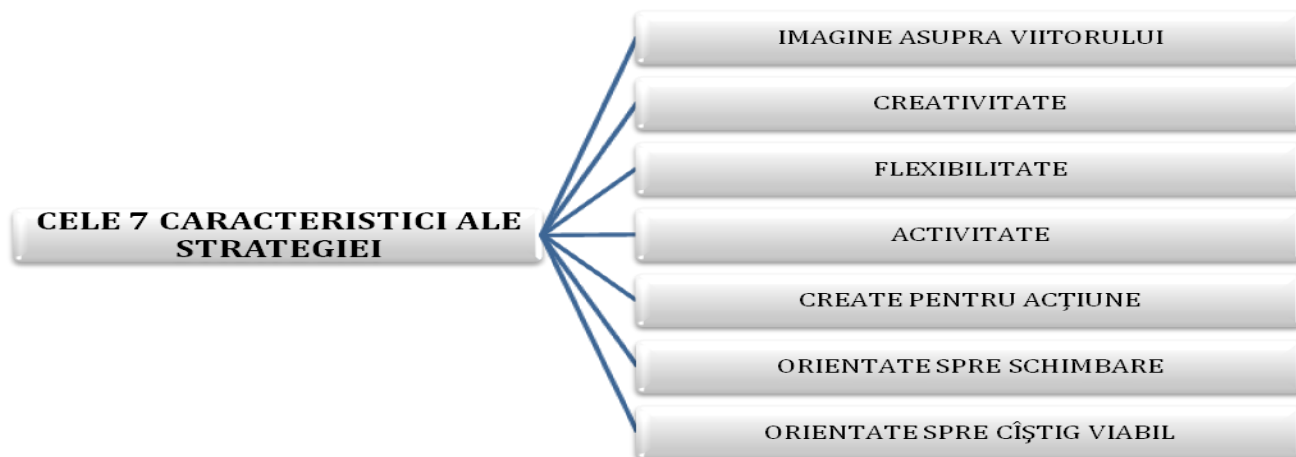 IMAGINE ASUPRA VIITORULUI
CREATIVITATE
FLEXIBILITATE
CELE 7 CARACTERISTICI ALE
STRATEGIEI
ACTIVITATE
CREATE PENTRU ACŢIUNE
ORIENTATE SPRE SCHIMBARE
ORIENTATE SPRE CÎŞTIG VIABIL